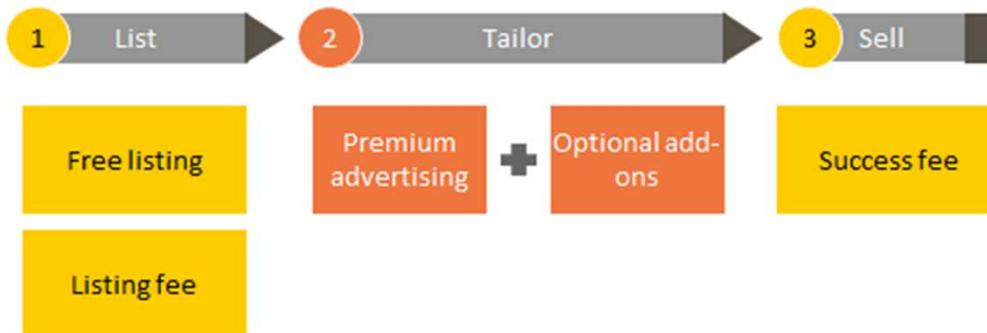 1 List
2 Tailor
3 Sell
Free listing
Premium
advertising
Optional add-
ons
Success fee
Listing fee